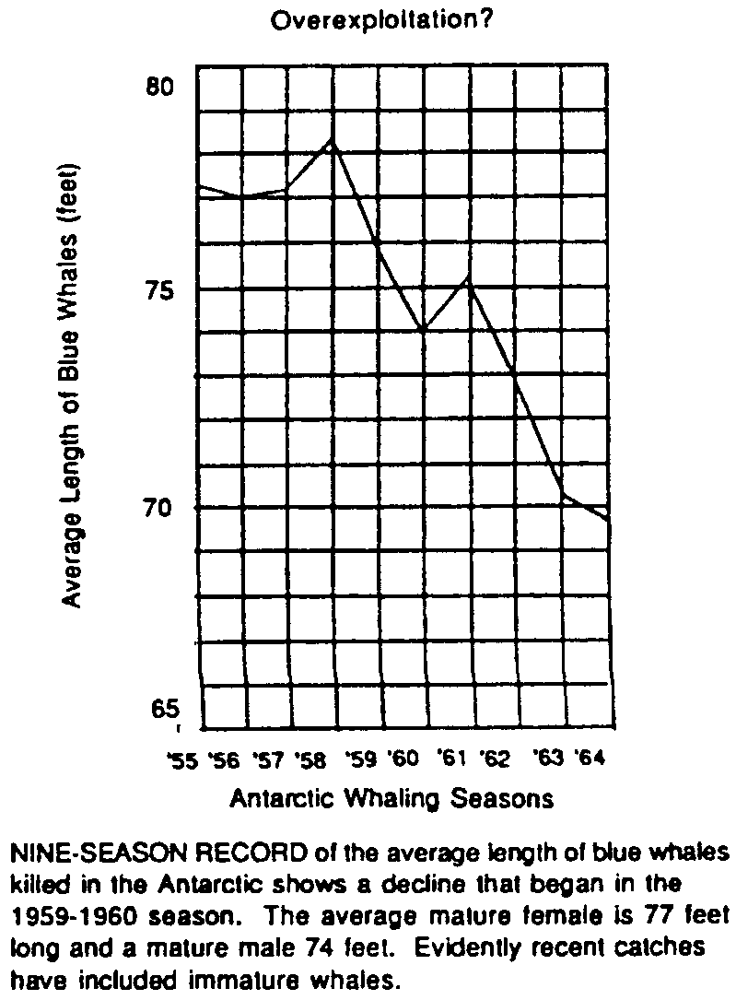 Overexploitation?
80
75
70
65
Average Length of Blue Whales (feet)
'55 '56 '57 '58 '59 '60 '61 '62 '63 '64
Antarctic Whaling Seasons
NINE-SEASON RECORD of the average length of blue whales
killed in the Antarctic shows a decline that began in the
1959-1960 season. The average mature female is 77 feet
long and a mature male 74 feet. Evidently recent catches
have included immature whales.